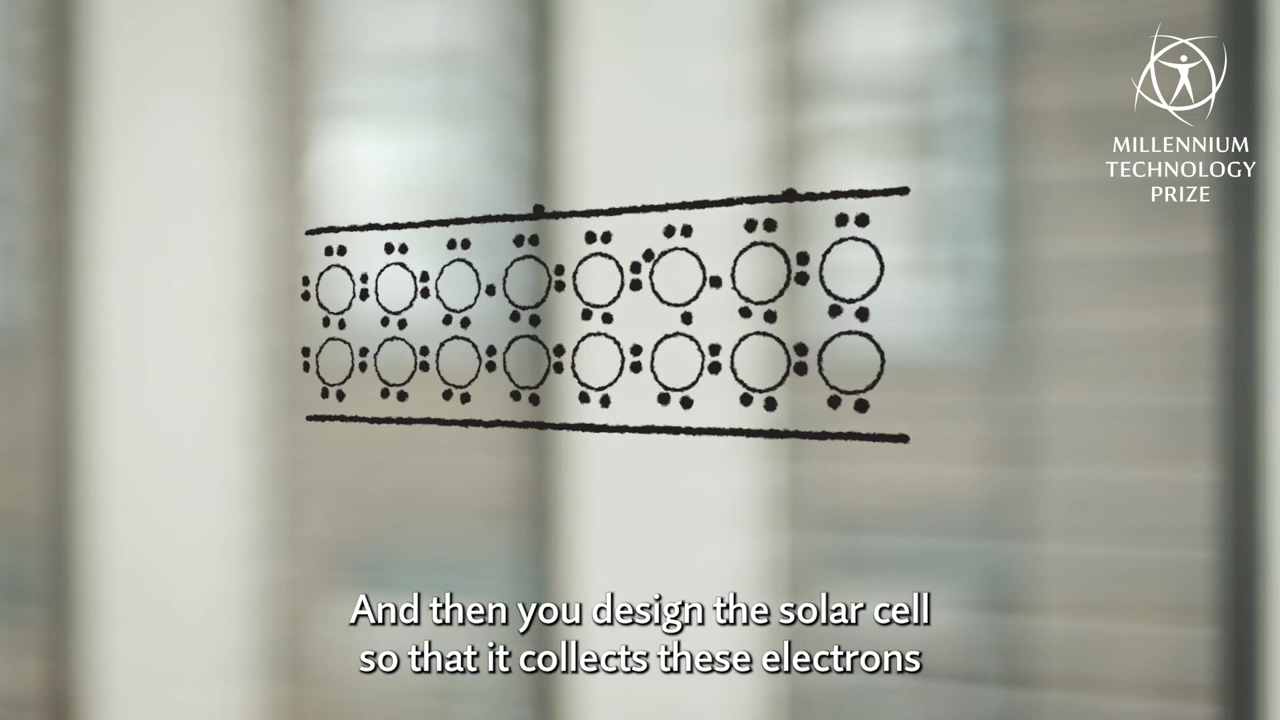 MILLENNIUM
TECHNOLOGY
PRIZE
And then you design the solar cell
so that it collects these electrons